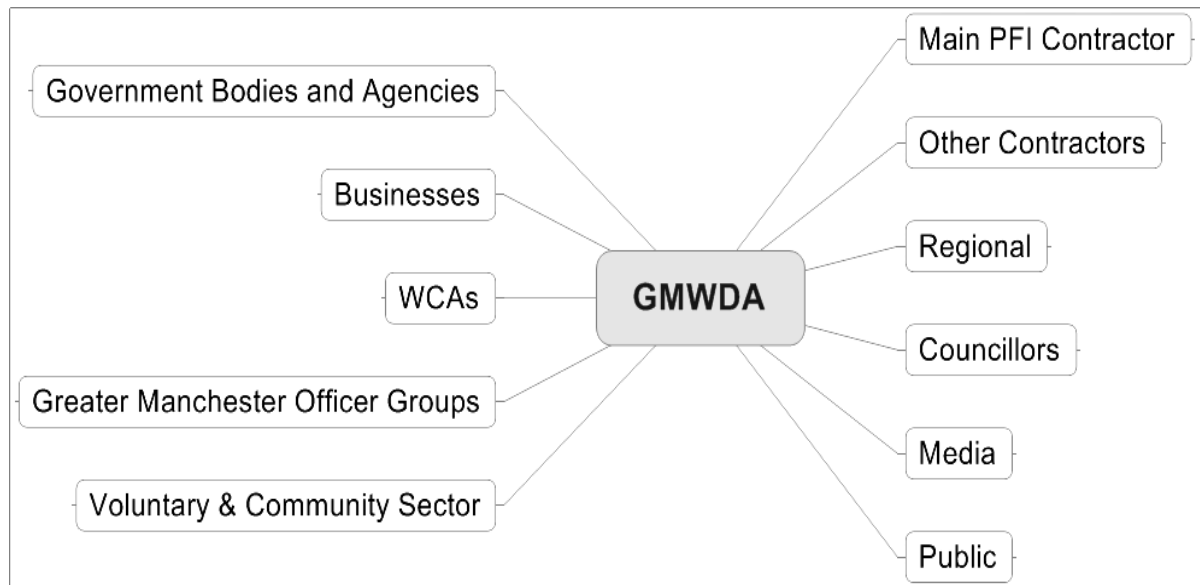 Main PFI Contractor
Government Bodies and Agencies
Other Contractors
Businesses
Regional
WCAs
GMWDA
Councillors
Greater Manchester Officer Groups
Media
Voluntary & Community Sector
Public